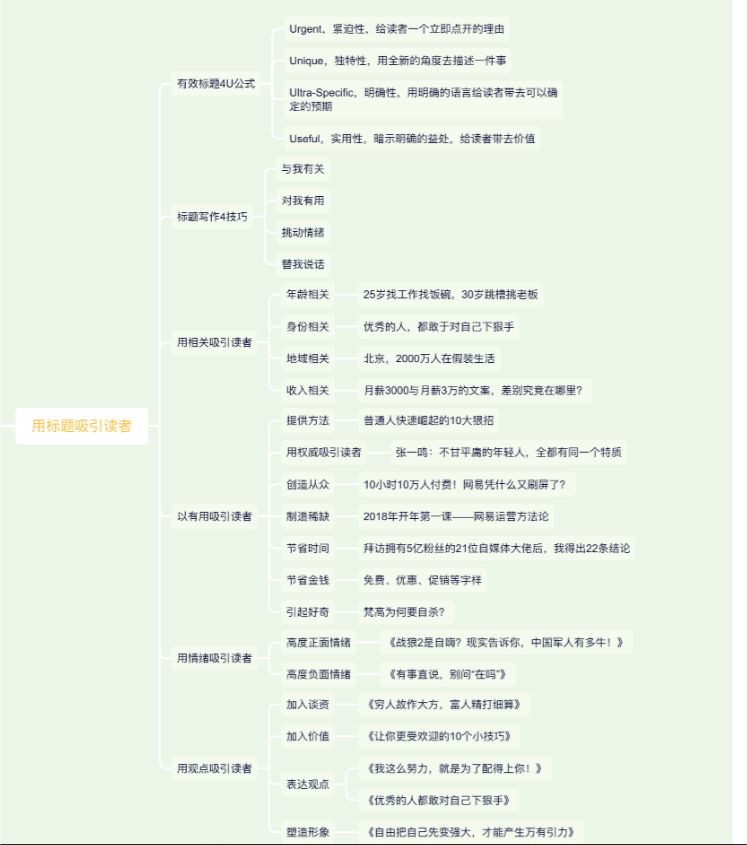 用标题吸引读者
有效标题4U公式
Urgent，紧迫性，给读者一个立即点开的理由
Unique，独特性，用全新的角度去描述一件事
Ultra-Specific，明确性，用明确的语言给读者带去可以确
定的预期
Useful，实用性，暗示明确的益处，给读者带去价值
标题写作4技巧
与我有关
对我有用
挑动情绪
替我说话
用相关吸引读者
年龄相关
25岁找工作找饭碗，30岁跳槽挑老板
身份相关
优秀的人，都敢于对自己下狠手
地域相关
北京，2000万人在假装生活
收入相关
月薪3000与月薪3万的文案，差别究竟在哪里？
以有用吸引读者
提供方法
普通人快速崛起的10大狠招
用权威吸引读者
张一鸣：不甘平庸的年轻人，全都有同一个特质
创造从众
10小时10万人付费！网易凭什么又刷屏了？
制造稀缺
2018年开年第一课——网易运营方法论
节省时间
拜访拥有5亿粉丝的21位自媒体大佬后，我得出22条结论
节省金钱
免费、优惠、促销等字样
引起好奇
梵高为何要自杀？
用情绪吸引读者
高度正面情绪
《战狼2是自嗨？现实告诉你，中国军人有多牛！》
高度负面情绪
《有事直说，别问“在吗”》
用观点吸引读者
加入谈资
《穷人故作大方，富人精打细算》
加入价值
《让你更受欢迎的10个小技巧》
表达观点
《我这么努力，就是为了配得上你！》
《优秀的人都敢对自己下狠手》
塑造形象
《自由把自己先变强大，才能产生万有引力》